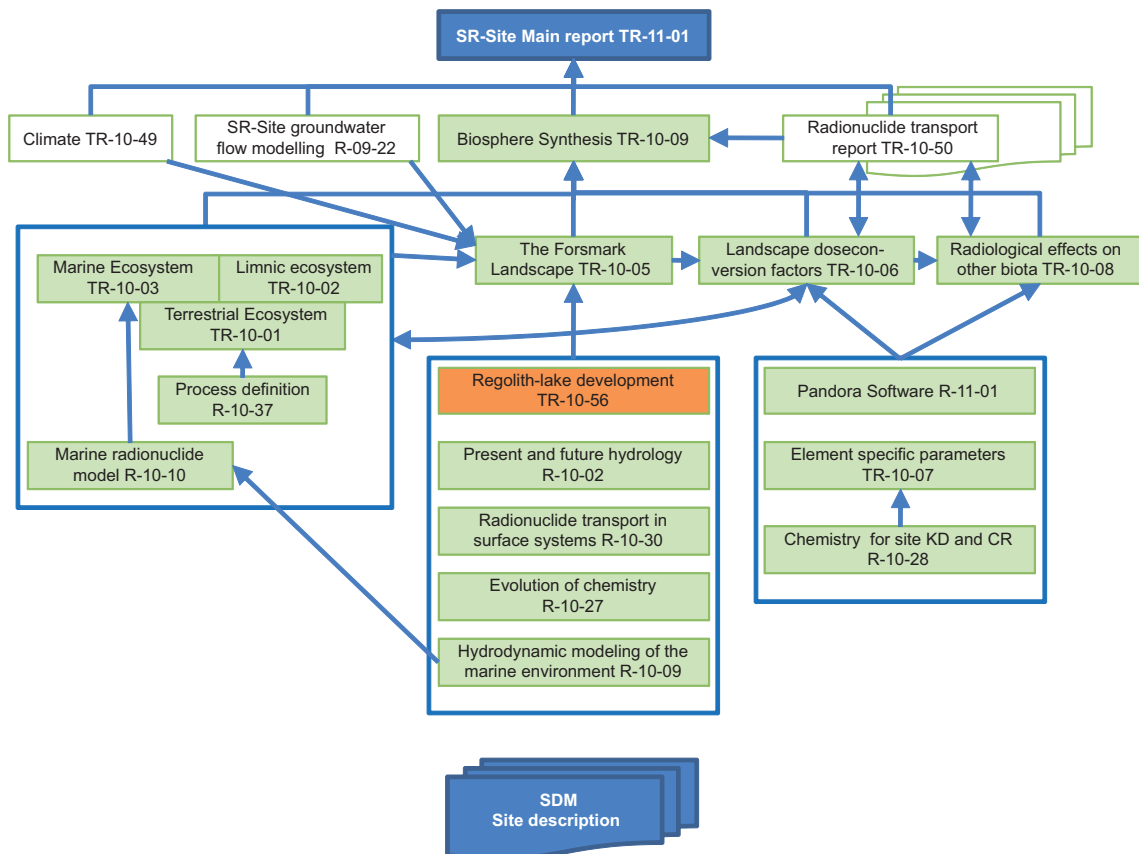 SR-Site Main report TR-11-01
Climate TR-10-49
SR-Site groundwater
flow modelling R-09-22
Biosphere Synthesis TR-10-09
Radionuclide transport
report TR-10-50
Marine Ecosystem
TR-10-03
Limnic ecosystem
TR-10-02
Terrestrial Ecosystem
TR-10-01
Process definition
R-10-37
Marine radionuclide
model R-10-10
The Forsmark
Landscape TR-10-05
Landscape dosecon-
version factors TR-10-06
Radiological effects on
other biota TR-10-08
Regolith-lake development
TR-10-56
Present and future hydrology
R-10-02
Radionuclide transport in
surface systems R-10-30
Evolution of chemistry
R-10-27
Hydrodynamic modeling of the
marine environment R-10-09
Pandora Software R-11-01
Element specific parameters
TR-10-07
Chemistry for site KD and CR
R-10-28
SDM
Site description